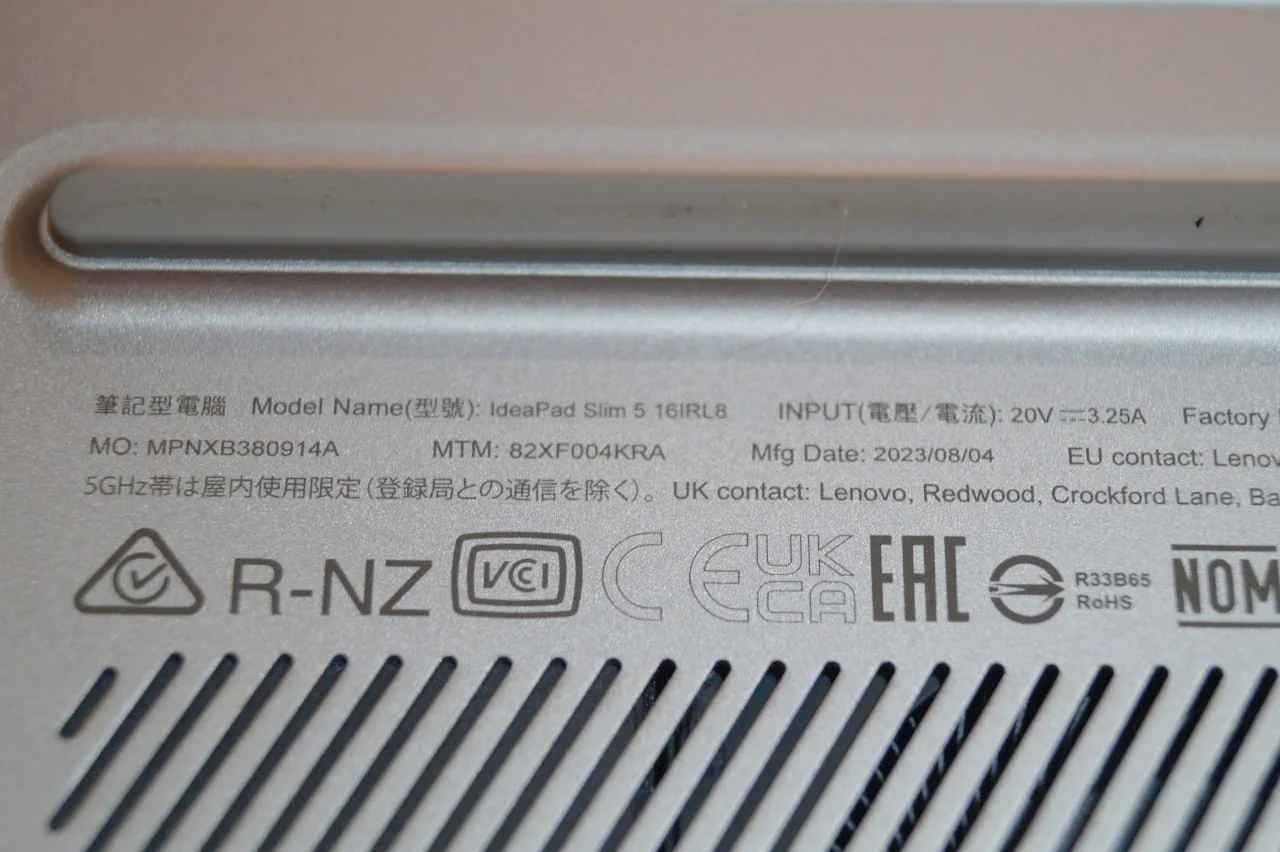 筆記型電腦 Model Name(型號): IdeaPad Slim 5 16IRL8 INPUT(電壓/電流): 20V⎓3.25A Factory
MO: MPNXB380914A MTM: 82XF004KRA Mfg Date: 2023/08/04 EU contact: Lenov
5GHz帯は屋内使用限定(登録局との通信を除く)。 UK contact: Lenovo, Redwood, Crockford Lane, Ba
R-NZ VCCI CE UK CA EAC R33B65 RoHS NOM